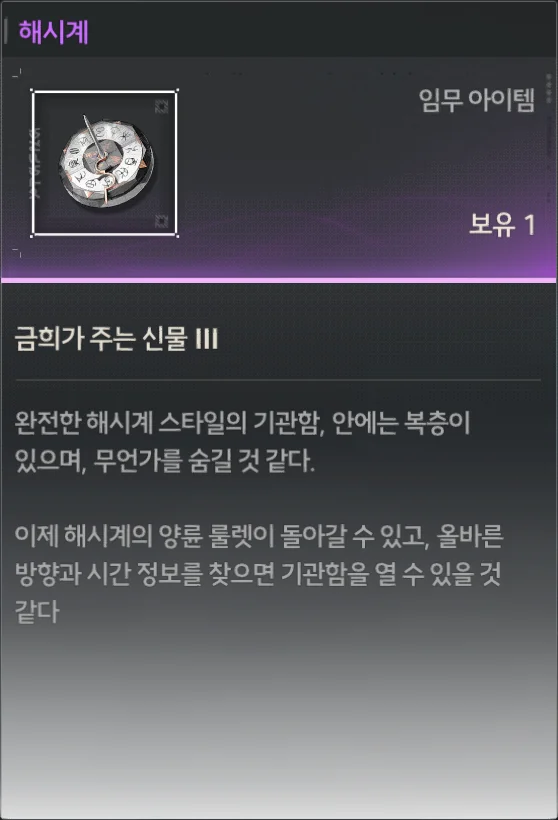 해시계
임무 아이템
보유 1
금희가 주는 신물 III
완전한 해시계 스타일의 기관함, 안에는 복층이
있으며, 무언가를 숨길 것 같다.
이제 해시계의 양륜 룰렛이 돌아갈 수 있고, 올바른
방향과 시간 정보를 찾으면 기관함을 열 수 있을 것
같다